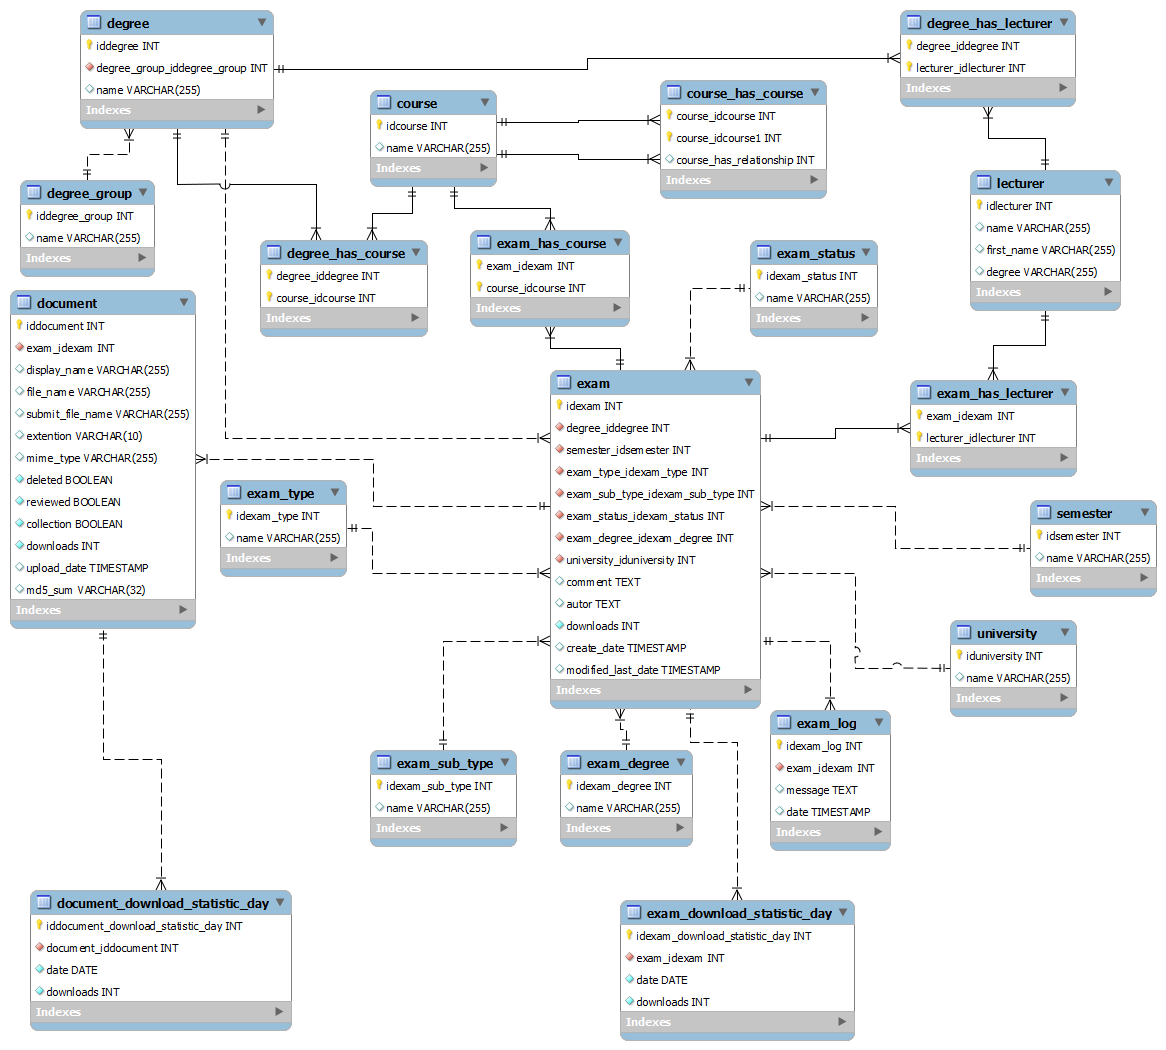 degree
iddegree INT
degree_group_iddegree_group INT
name VARCHAR(255)
Indexes
degree_has_lecturer
degree_iddegree INT
lecturer_idlecturer INT
Indexes
course
idcourse INT
name VARCHAR(255)
Indexes
course_has_course
course_idcourse INT
course_idcourse1 INT
course_has_relationship INT
Indexes
degree_group
iddegree_group INT
name VARCHAR(255)
Indexes
lecturer
idlecturer INT
name VARCHAR(255)
first_name VARCHAR(255)
degree VARCHAR(255)
Indexes
degree_has_course
degree_iddegree INT
course_idcourse INT
Indexes
exam_has_course
exam_idexam INT
course_idcourse INT
Indexes
exam_status
idexam_status INT
name VARCHAR(255)
Indexes
document
iddocument INT
exam_idexam INT
display_name VARCHAR(255)
file_name VARCHAR(255)
submit_file_name VARCHAR(255)
extention VARCHAR(10)
mime_type VARCHAR(255)
deleted BOOLEAN
reviewed BOOLEAN
collection BOOLEAN
downloads INT
upload_date TIMESTAMP
md5_sum VARCHAR(32)
Indexes
exam
idexam INT
degree_iddegree INT
semester_idsemester INT
exam_type_idexam_type INT
exam_sub_type_idexam_sub_type INT
exam_status_idexam_status INT
exam_degree_idexam_degree INT
university_iduniversity INT
comment TEXT
autor TEXT
downloads INT
create_date TIMESTAMP
modified_last_date TIMESTAMP
Indexes
exam_has_lecturer
exam_idexam INT
lecturer_idlecturer INT
Indexes
exam_type
idexam_type INT
name VARCHAR(255)
Indexes
semester
idsemester INT
name VARCHAR(255)
Indexes
university
iduniversity INT
name VARCHAR(255)
Indexes
exam_sub_type
idexam_sub_type INT
name VARCHAR(255)
Indexes
exam_degree
idexam_degree INT
name VARCHAR(255)
Indexes
exam_log
idexam_log INT
exam_idexam INT
message TEXT
date TIMESTAMP
Indexes
document_download_statistic_day
iddocument_download_statistic_day INT
document_iddocument INT
date DATE
downloads INT
Indexes
exam_download_statistic_day
idexam_download_statistic_day INT
exam_idexam INT
date DATE
downloads INT
Indexes